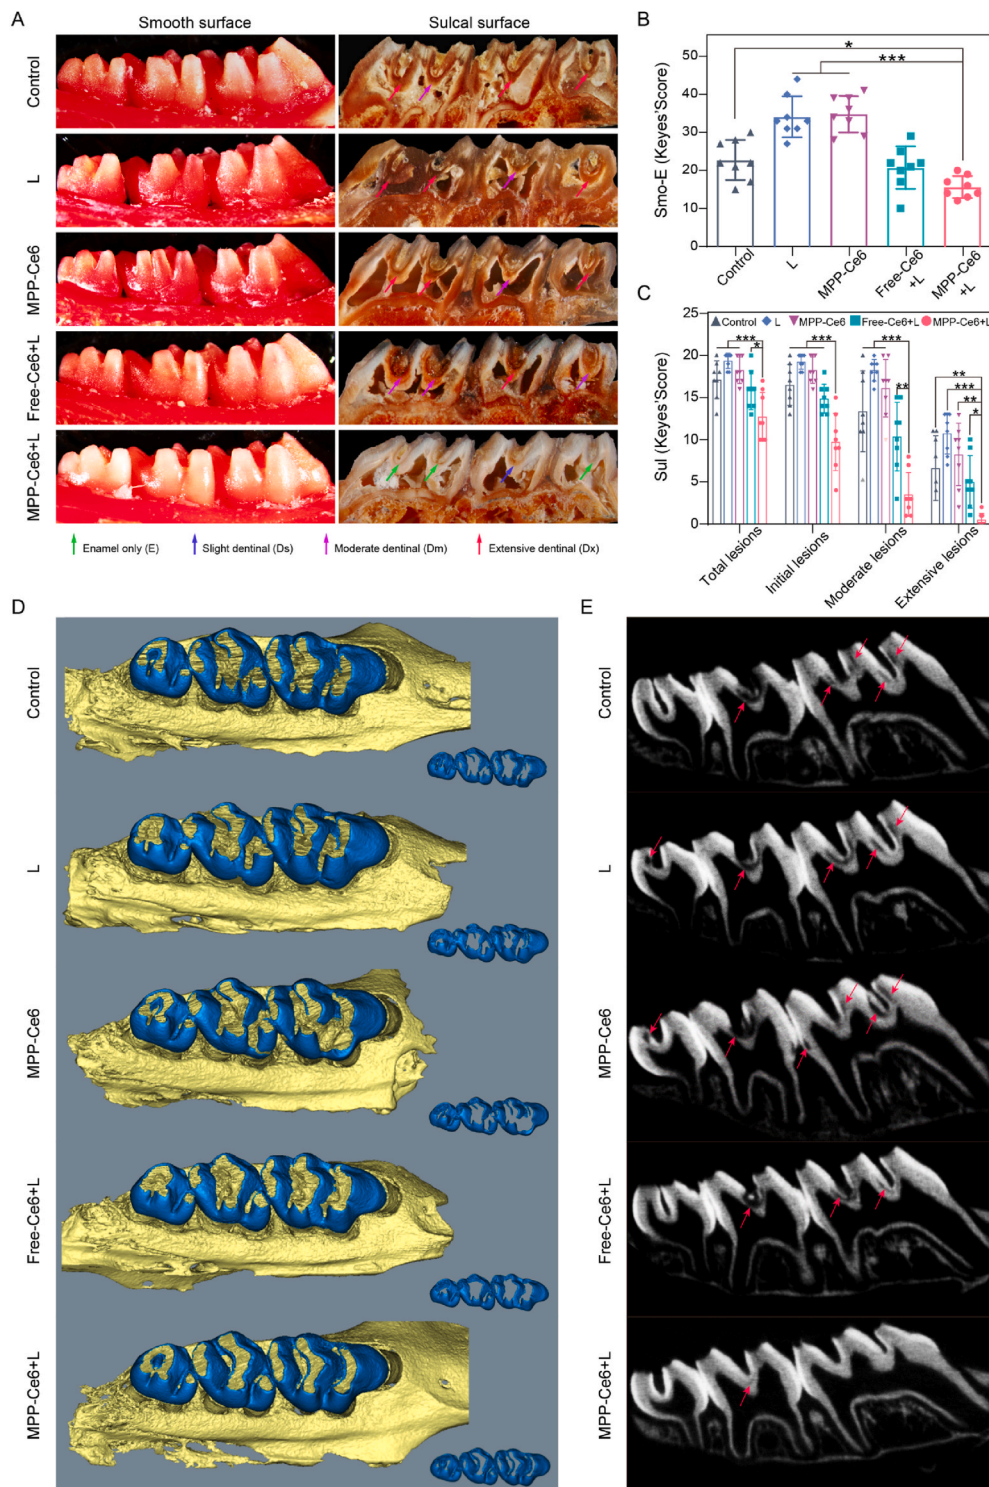 A
Smooth surface
Sulcal surface
Control
L
MPP-Ce6
Free-Ce6+L
MPP-Ce6+L
Enamel only (E)
Slight dentinal (Ds)
Moderate dentinal (Dm)
Extensive dentinal (Dx)
B
Smo-E (Keyes'Score)
50
40
30
20
10
0
*
***
Control
L
MPP-Ce6
Free-Ce6
+L
MPP-Ce6
+L
C
Control L MPP-Ce6 Free-Ce6+L MPP-Ce6+L
Sul (Keyes'Score)
25
20
15
10
5
0
***
*
***
***
**
**
***
**
*
Total lesions
Initial lesions
Moderate lesions
Extensive lesions
D
Control
L
MPP-Ce6
Free-Ce6+L
MPP-Ce6+L
E
Control
L
MPP-Ce6
Free-Ce6+L
MPP-Ce6+L